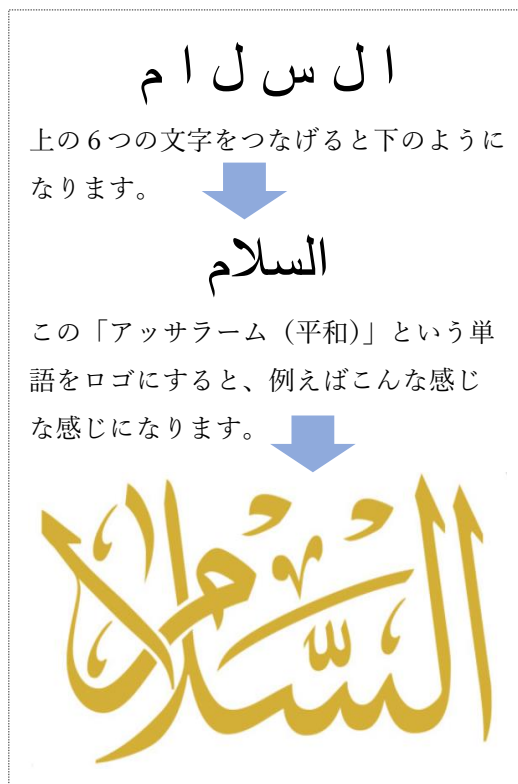 ا ل س ل ا م
上の６つの文字をつなげると下のように
なります。
السلام
この「アッサラーム（平和）」という単
語をロゴにすると、例えばこんな感じ
な感じになります。
السّلام